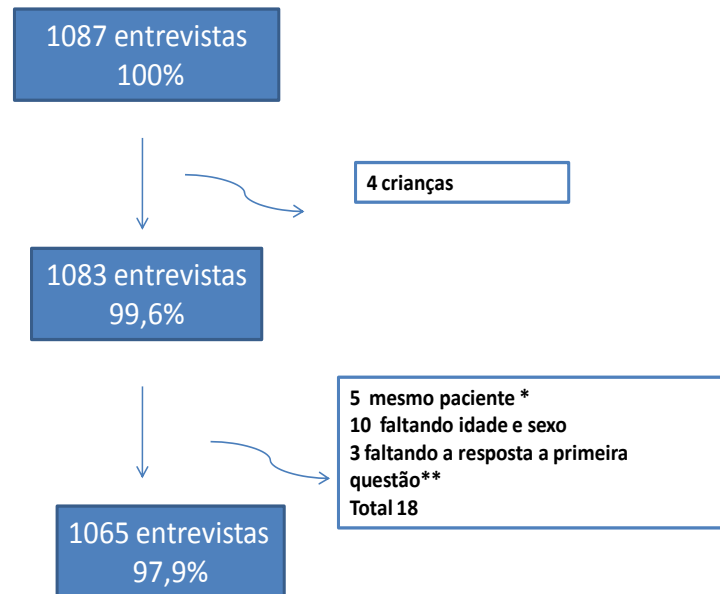 1087 entrevistas
100%
4 crianças
1083 entrevistas
99,6%
5 mesmo paciente *
10 faltando idade e sexo
3 faltando a resposta a primeira
questão**
Total 18
1065 entrevistas
97,9%